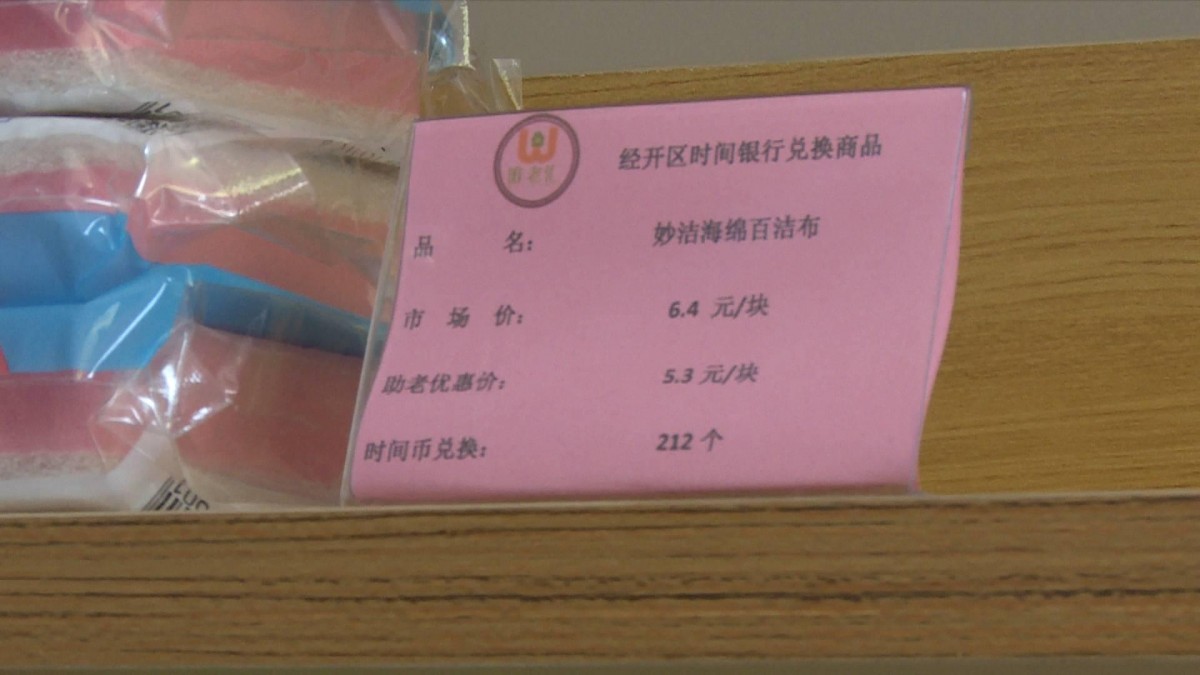 经开区时间银行兑换商品
品 名: 妙洁海绵百洁布
市 场 价: 6.4 元/块
助老优惠价: 5.3 元/块
时间币兑换: 212 个